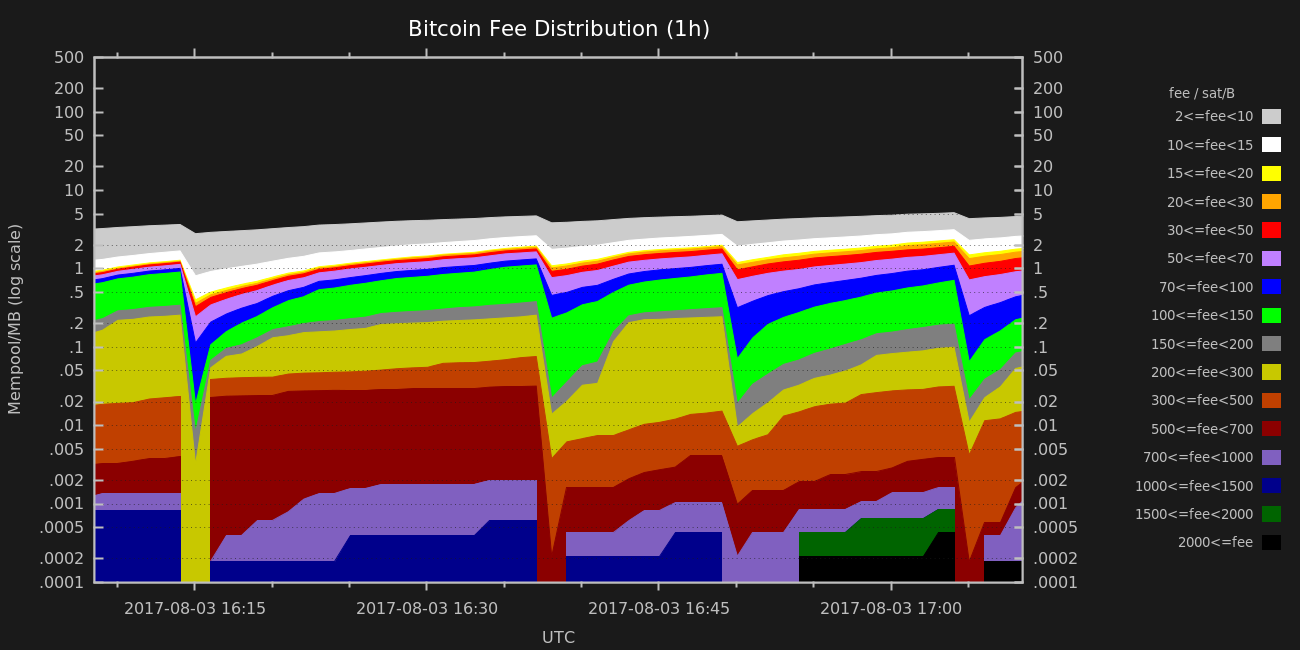 Bitcoin Fee Distribution (1h)
Mempool/MB (log scale)
500
200
100
50
20
10
5
2
1
.5
.2
.1
.05
.02
.01
.005
.002
.001
.0005
.0002
.0001
500
200
100
50
20
10
5
2
1
.5
.2
.1
.05
.02
.01
.005
.002
.001
.0005
.0002
.0001
2017-08-03 16:15
2017-08-03 16:30
2017-08-03 16:45
2017-08-03 17:00
UTC
fee / sat/B
2<=fee<10
10<=fee<15
15<=fee<20
20<=fee<30
30<=fee<50
50<=fee<70
70<=fee<100
100<=fee<150
150<=fee<200
200<=fee<300
300<=fee<500
500<=fee<700
700<=fee<1000
1000<=fee<1500
1500<=fee<2000
2000<=fee